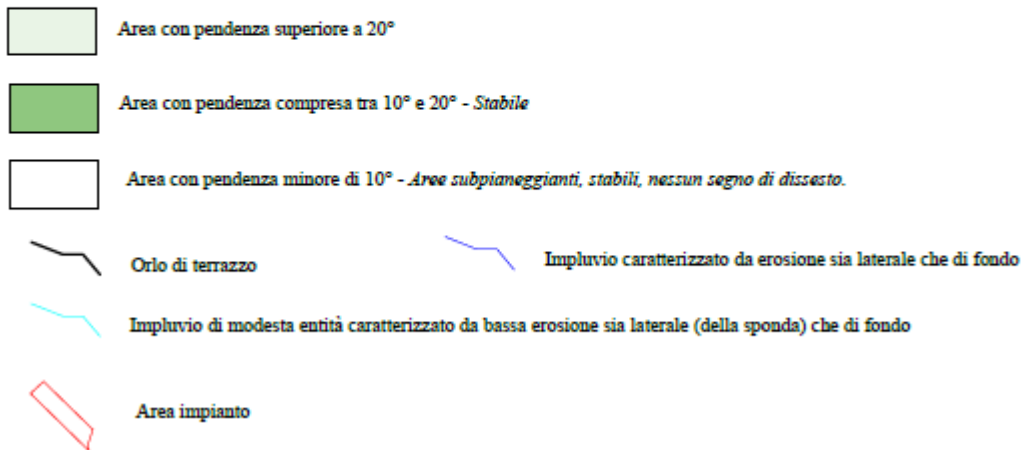 Area con pendenza superiore a 20°
Area con pendenza compresa tra 10° e 20° - Stabile
Area con pendenza minore di 10° - Aree subpianeggianti, stabili, nessun segno di dissesto.
Orlo di terrazzo
Impluvio caratterizzato da erosione sia laterale che di fondo
Impluvio di modesta entità caratterizzato da bassa erosione sia laterale (della sponda) che di fondo
Area impianto